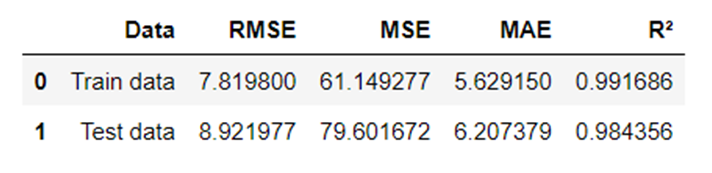 Data RMSE MSE MAE R²
0 Train data 7.819800 61.149277 5.629150 0.991686
1 Test data 8.921977 79.601672 6.207379 0.984356